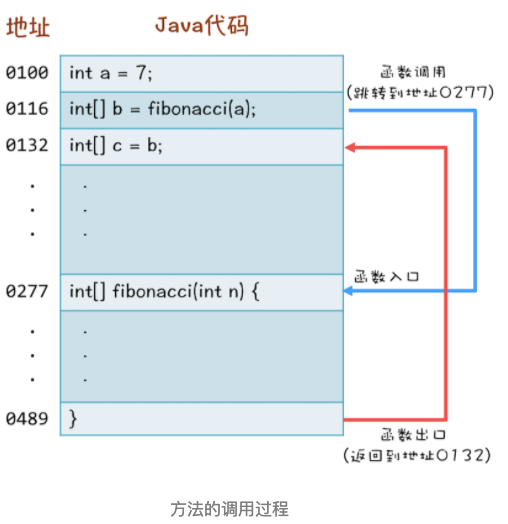 地址 Java代码
0100 int a = 7;
函数调用
(跳转到地址0277)
0116 int[] b = fibonacci(a);
0132 int[] c = b;
. .
. .
. .
函数入口
0277 int[] fibonacci(int n) {
. .
. .
. .
0489 }
函数出口
(返回到地址0132)
方法的调用过程